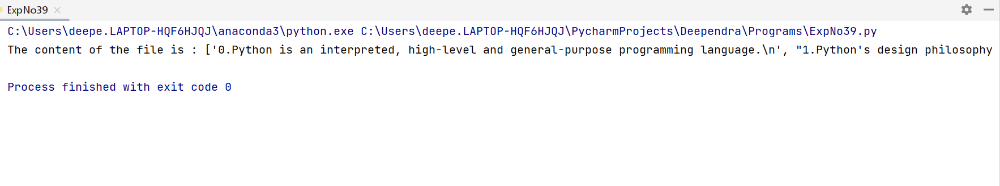 ExpNo39
C:\Users\deepe.LAPTOP-HQF6HJQJ\anaconda3\python.exe C:\Users\deepe.LAPTOP-HQF6HJQJ\PycharmProjects\Deependra\Programs\ExpNo39.py
The content of the file is : ['0.Python is an interpreted, high-level and general-purpose programming language.\n', "1.Python's design philosophy
Process finished with exit code 0